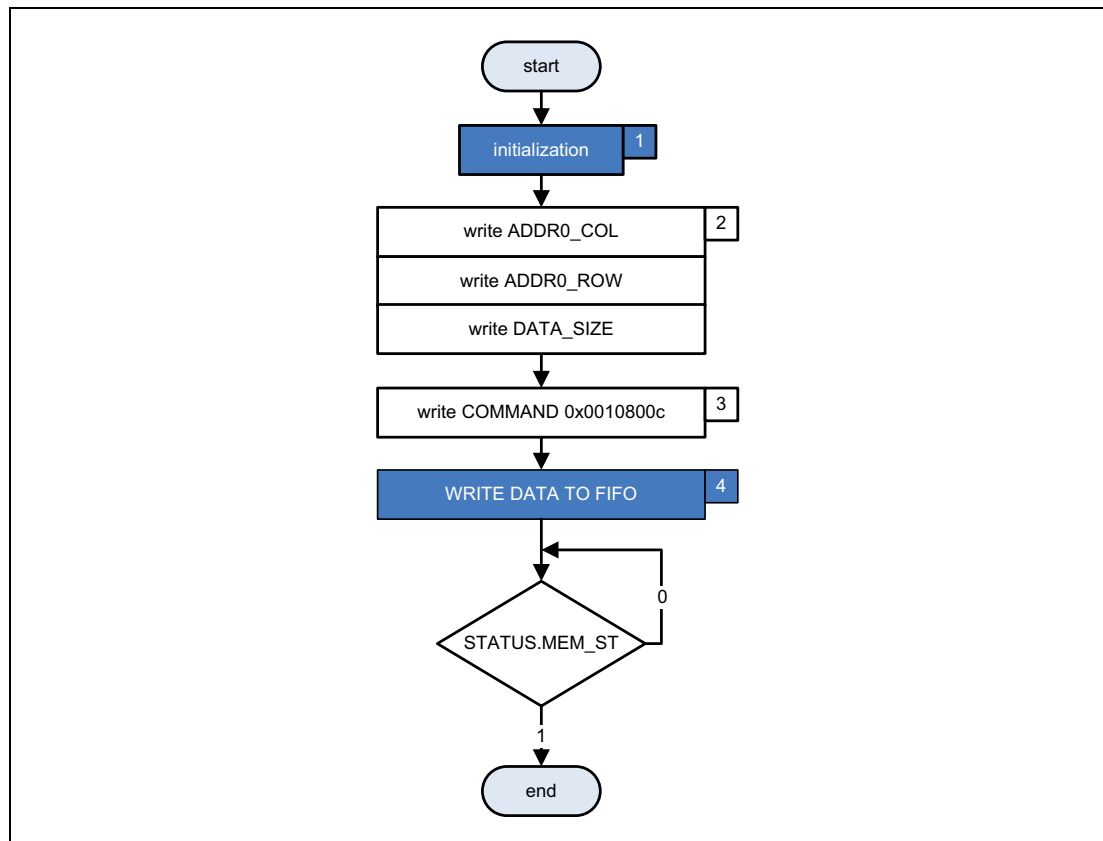 start
initialization
1
write ADDR0_COL
2
write ADDR0_ROW
write DATA_SIZE
write COMMAND 0x0010800c
3
WRITE DATA TO FIFO
4
0
STATUS.MEM_ST
1
end